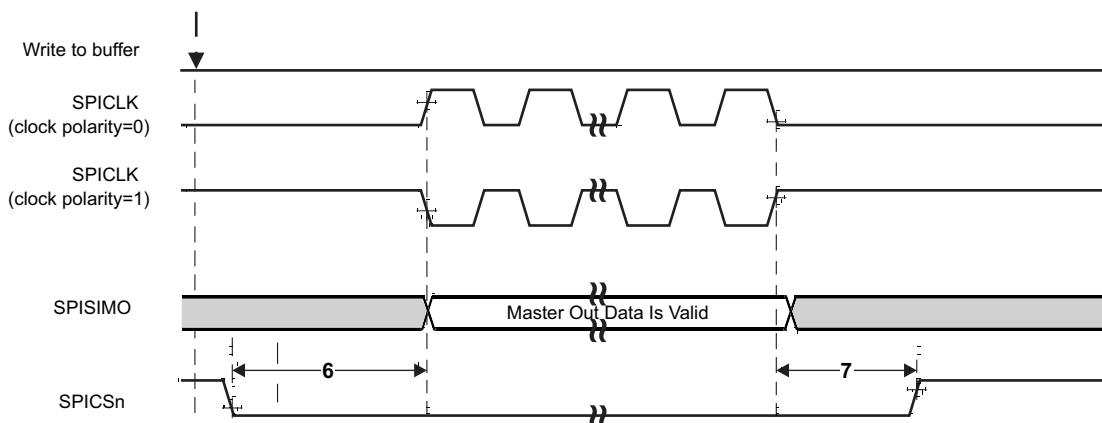 Write to buffer
SPICLK
(clock polarity=0)
SPICLK
(clock polarity=1)
SPISIMO
Master Out Data Is Valid
6
7
SPICSn